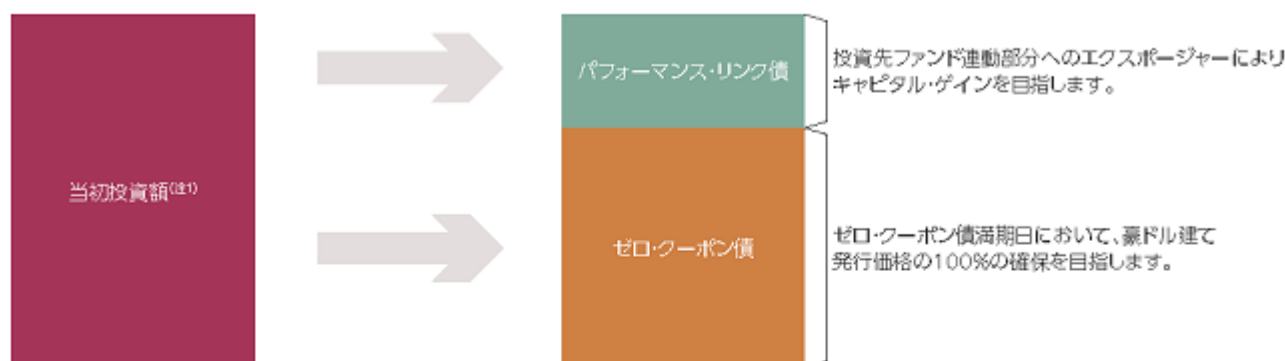 パフォーマンス・リンク債
投資先ファンド連動部分へのエクスポージャーにより
キャピタル・ゲインを目指します。
当初投資額(注1)
ゼロ・クーポン債
ゼロ・クーポン債満期日において、豪ドル建て
発行価格の100%の確保を目指します。